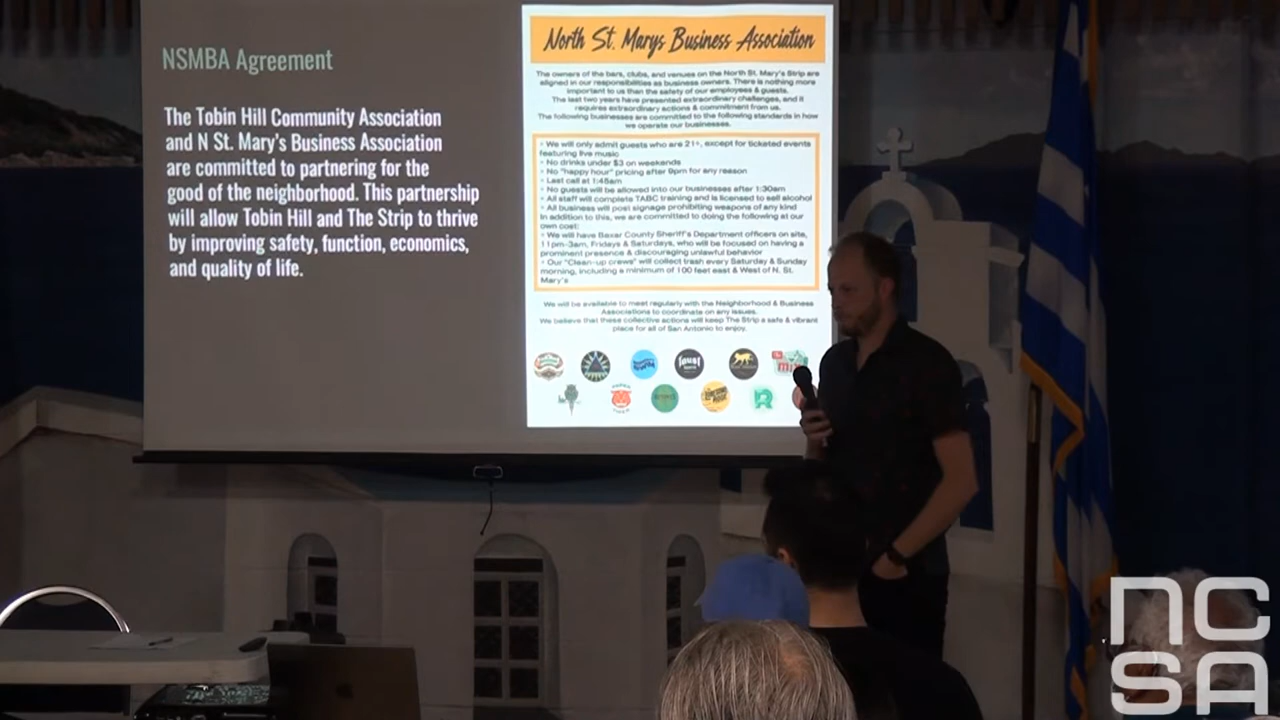 NSMBA Agreement
The Tobin Hill Community Association
and N St. Mary's Business Association
are committed to partnering for the
good of the neighborhood. This partnership
will allow Tobin Hill and The Strip to thrive
by improving safety, function, economics,
and quality of life.
North St. Marys Business Association
The owners of the bars, clubs, and venues on the North St. Mary's Strip are
aligned in our responsibilities as business owners. There is nothing more
important to us than the safety of our employees & guests.
The last two years have presented extraordinary challenges, and it
requires extraordinary actions & commitment from us.
The following businesses are committed to the following standards in how
we operate our businesses.
• We will only admit guests who are 21+, except for ticketed events
featuring live music
• No drinks under $3 on weekends
• No "happy hour" pricing after 9pm for any reason
• Last call at 1:45am
• No guests will be allowed into our businesses after 1:30am
• All staff will complete TABC training and is licensed to sell alcohol
• All business will post signage prohibiting weapons of any kind
In addition to this, we are committed to doing the following at our
own cost:
• We will have Bexar County Sheriff's Department officers on site,
11pm-3am, Fridays & Saturdays, who will be focused on having a
prominent presence & discouraging unlawful behavior
• Our "Clean-up crews" will collect trash every Saturday & Sunday
morning, including a minimum of 100 feet east & West of N. St.
Mary's
We will be available to meet regularly with the Neighborhood & Business
Associations to coordinate on any issues.
We believe that these collective actions will keep The Strip a safe & vibrant
place for all of San Antonio to enjoy.
faust
NC
SA